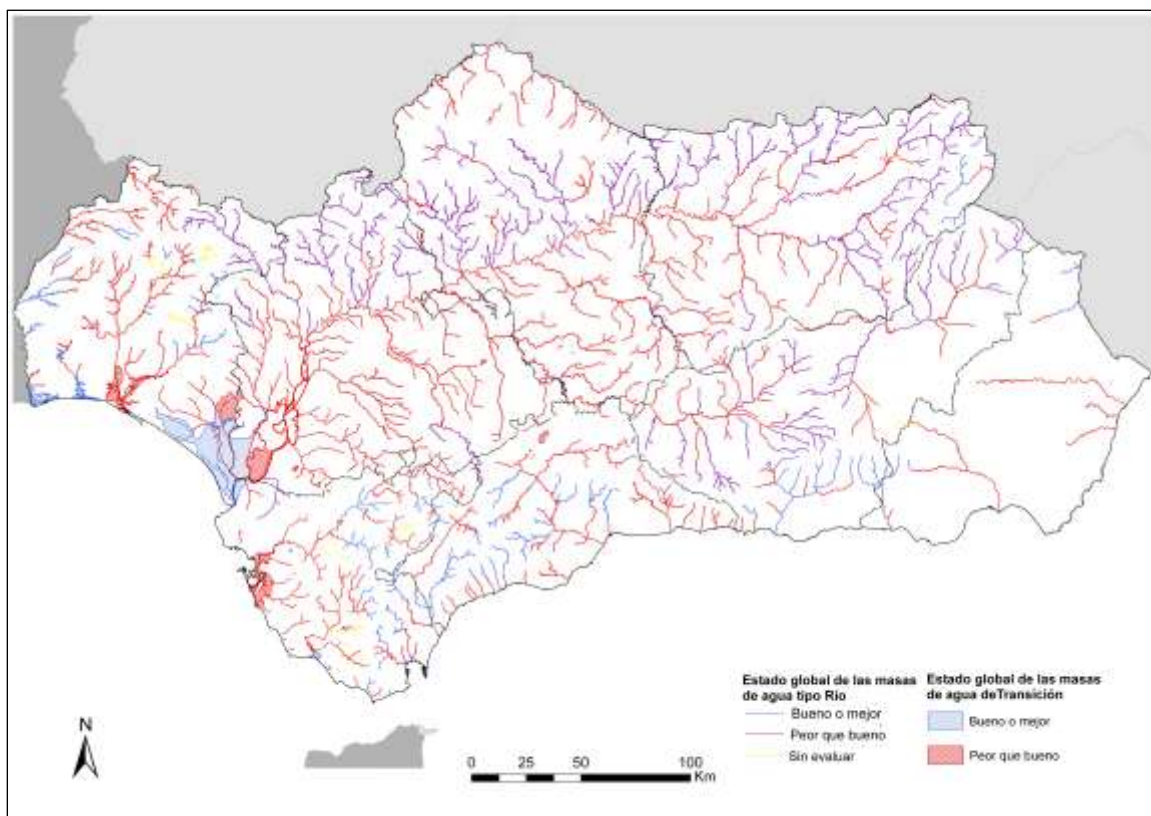 Estado global de las masas
de agua tipo Río
Bueno o mejor
Peor que bueno
Sin evaluar
Estado global de las masas
de agua deTransición
Bueno o mejor
Peor que bueno
N
0 25 50 100
Km